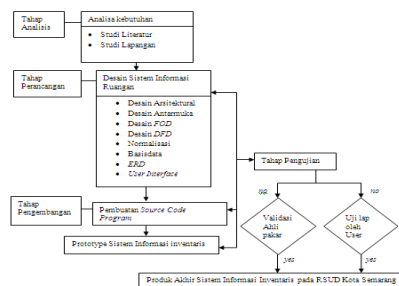 Tahap
Analisis
Analisa kebutuhan
Studi Literatur
Studi Lapangan
Tahap
Perancangan
Desain Sistem Informasi
Ruangan
Desain Arsitektural
Desain Antarmuka
Desain FOD
Desain DFD
Normalisasi
Basisdata
ERD
User Interface
Tahap Pengujian
Tahap
Pengembangan
Pembuatan Source Code
Program
no
no
Validasi
Ahli
pakar
Uji lap
oleh
User
Prototype Sistem Informasi inventaris
yes
yes
Produk Akhir Sistem Informasi Inventaris pada RSUD Kota Semarang